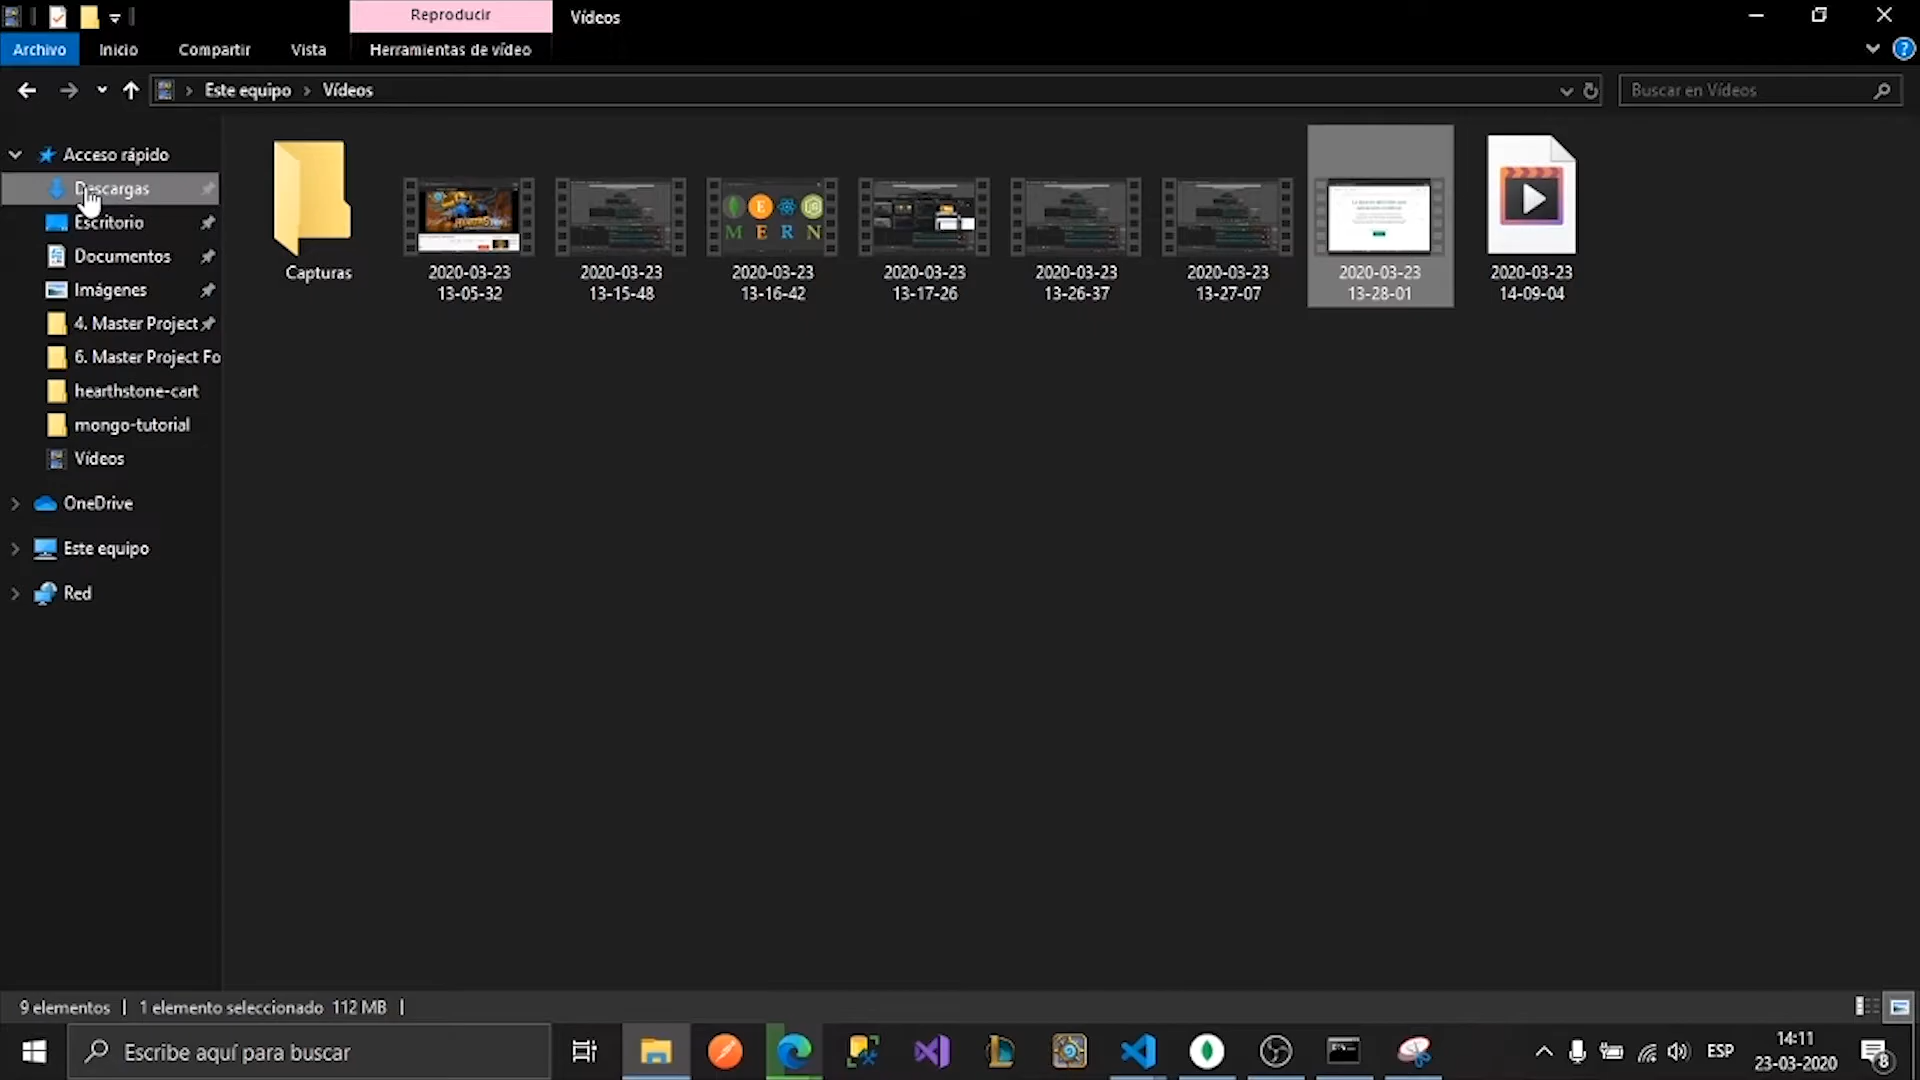 Reproducir
Vídeos
Archivo
Inicio
Compartir
Vista
Herramientas de vídeo
Este equipo
Vídeos
Buscar en Vídeos
Acceso rápido
Descargas
Escritorio
Documentos
Imágenes
4. Master Project
6. Master Project Fo
hearthstone-cart
mongo-tutorial
Vídeos
OneDrive
Este equipo
Red
Capturas
2020-03-23
13-05-32
2020-03-23
13-15-48
M E R N
2020-03-23
13-16-42
2020-03-23
13-17-26
2020-03-23
13-26-37
2020-03-23
13-27-07
2020-03-23
13-28-01
2020-03-23
14-09-04
9 elementos
1 elemento seleccionado 112 MB
Escribe aquí para buscar
ESP
14:11
23-03-2020
8